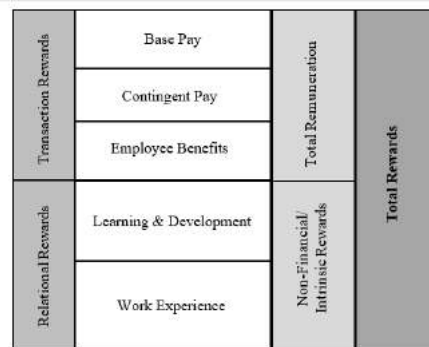 Transaction Rewards
Base Pay
Contingent Pay
Employee Benefits
Total Remuneration
Relational Rewards
Learning & Development
Work Experience
Non-Financial/
Intrinsic Rewards
Total Rewards